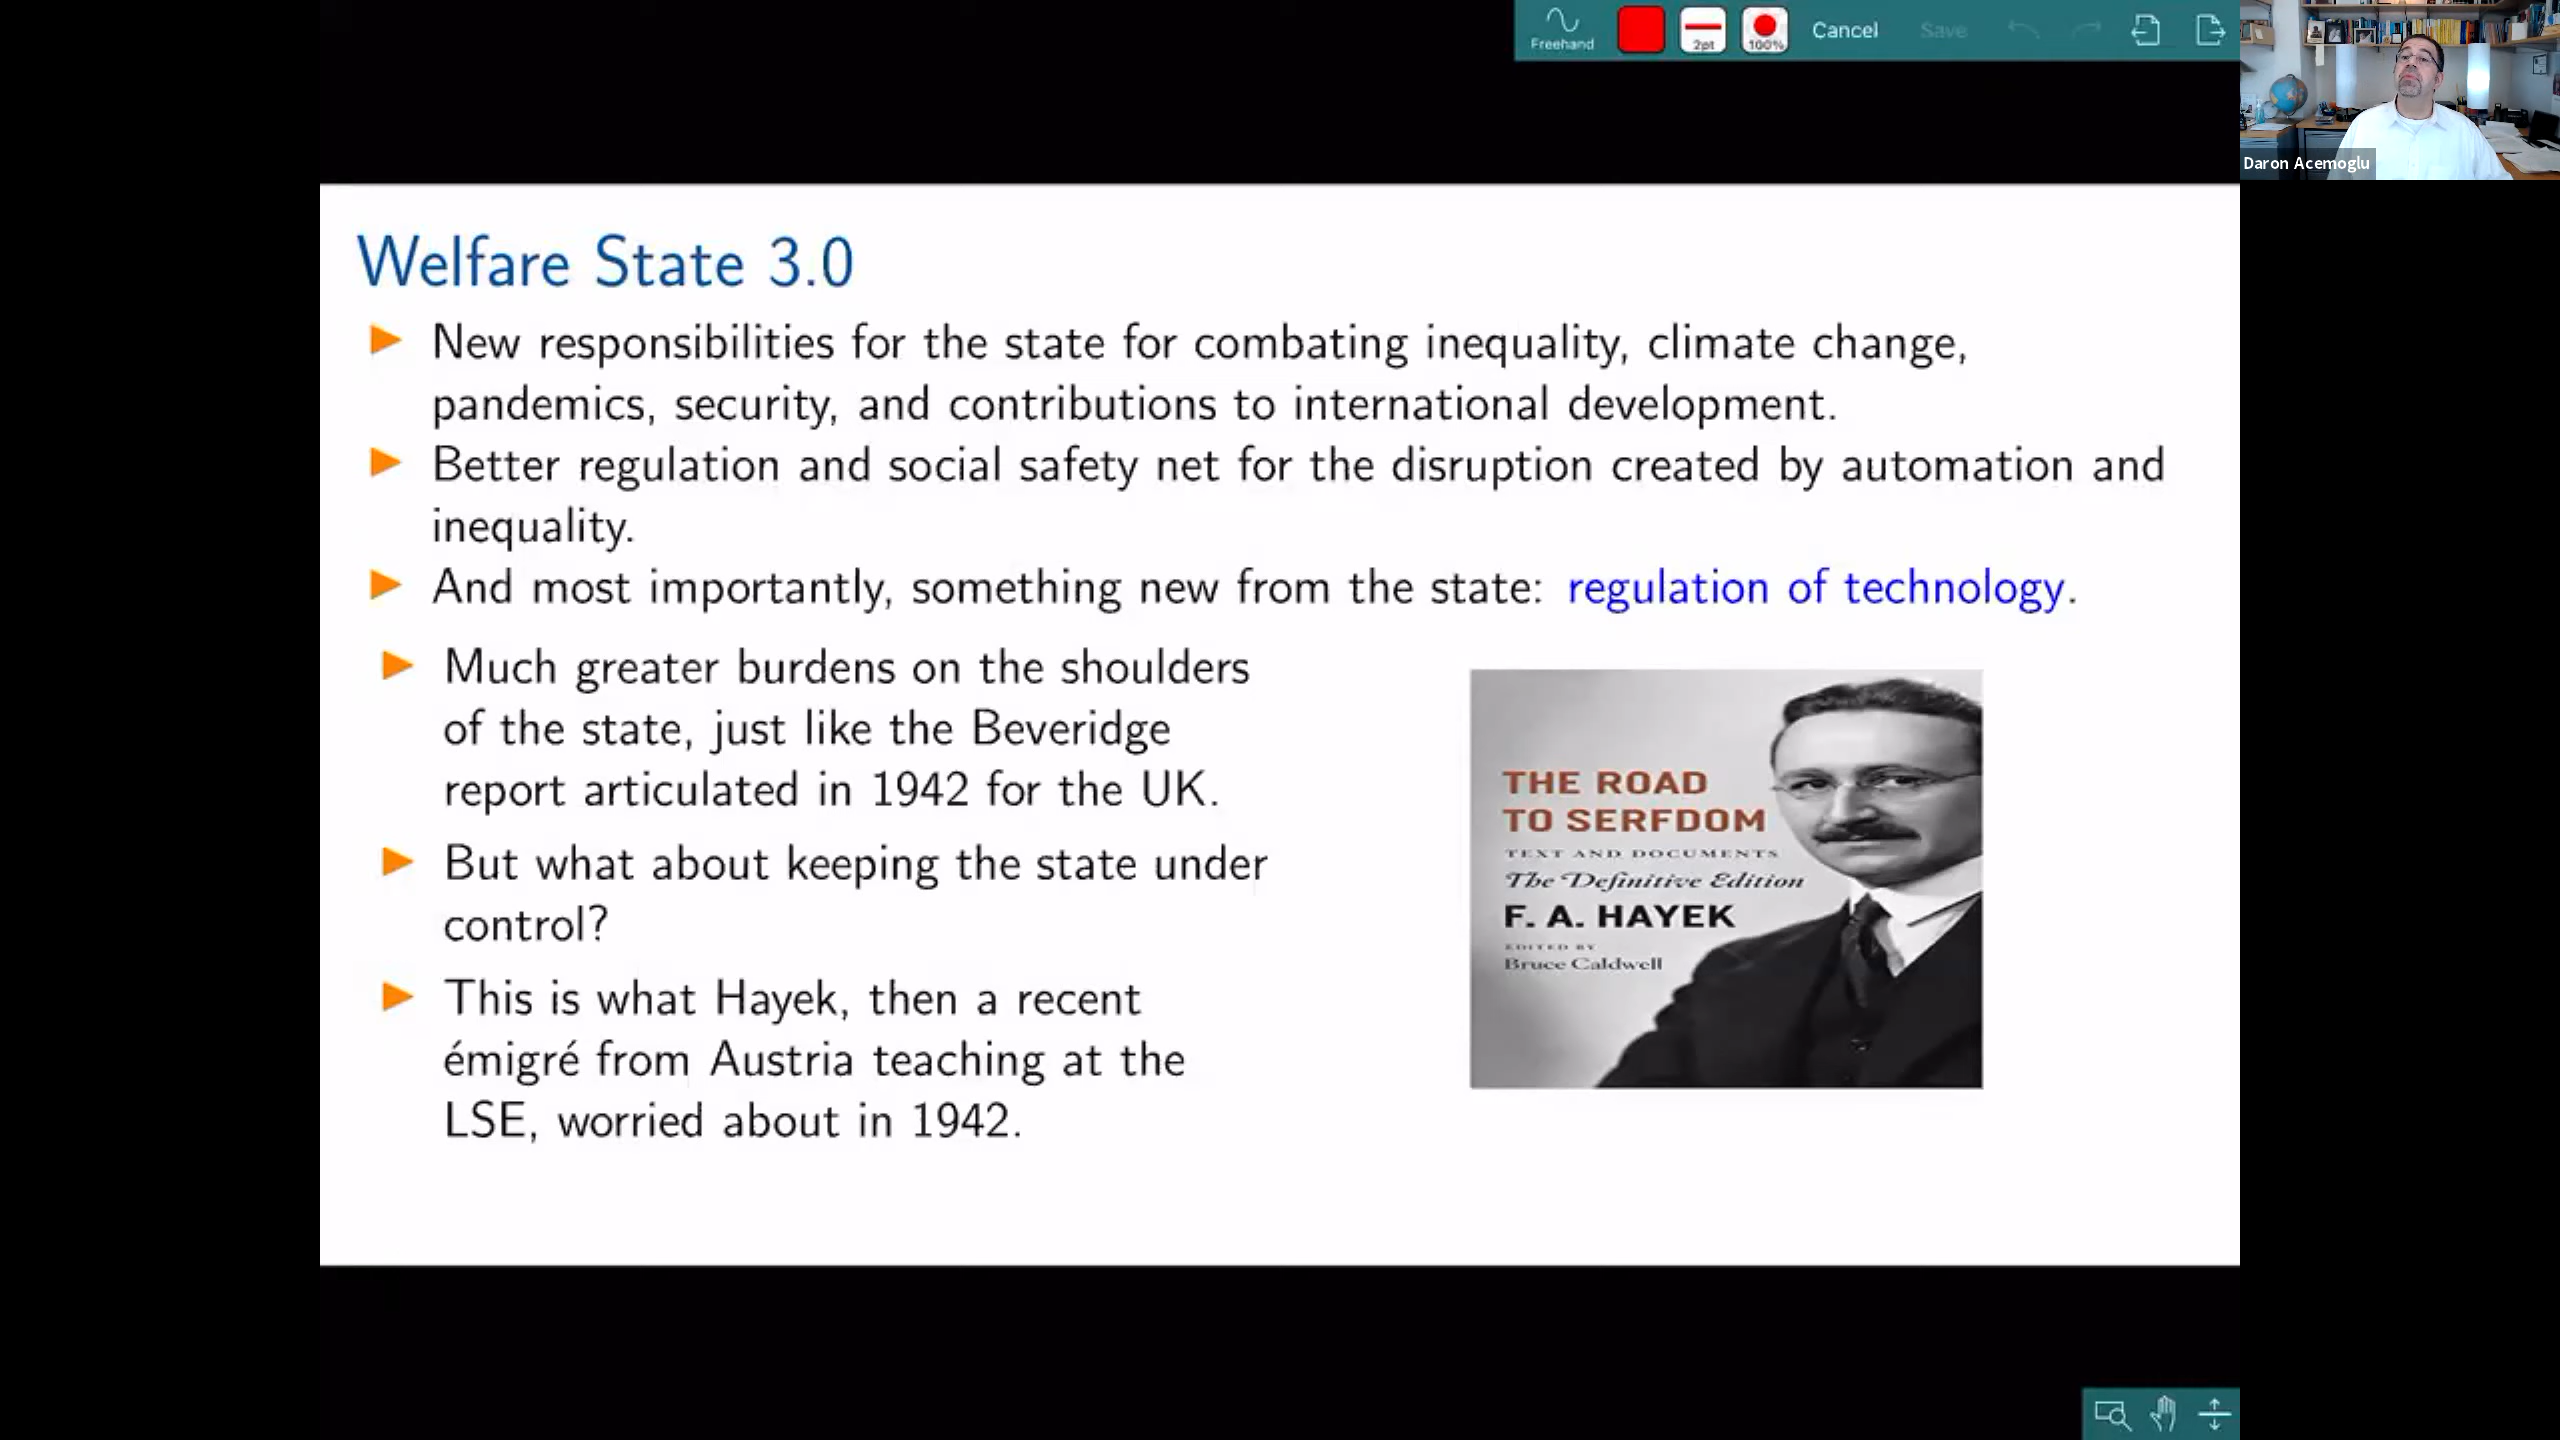 Freehand
2pt
100%
Cancel
Save
Daron Acemoglu
Welfare State 3.0
New responsibilities for the state for combating inequality, climate change,
pandemics, security, and contributions to international development.
Better regulation and social safety net for the disruption created by automation and
inequality.
And most importantly, something new from the state: regulation of technology.
Much greater burdens on the shoulders
of the state, just like the Beveridge
report articulated in 1942 for the UK.
But what about keeping the state under
control?
This is what Hayek, then a recent
émigré from Austria teaching at the
LSE, worried about in 1942.
THE ROAD
TO SERFDOM
TEXT AND DOCUMENTS
The Definitive Edition
F. A. HAYEK
EDITED BY
Bruce Caldwell